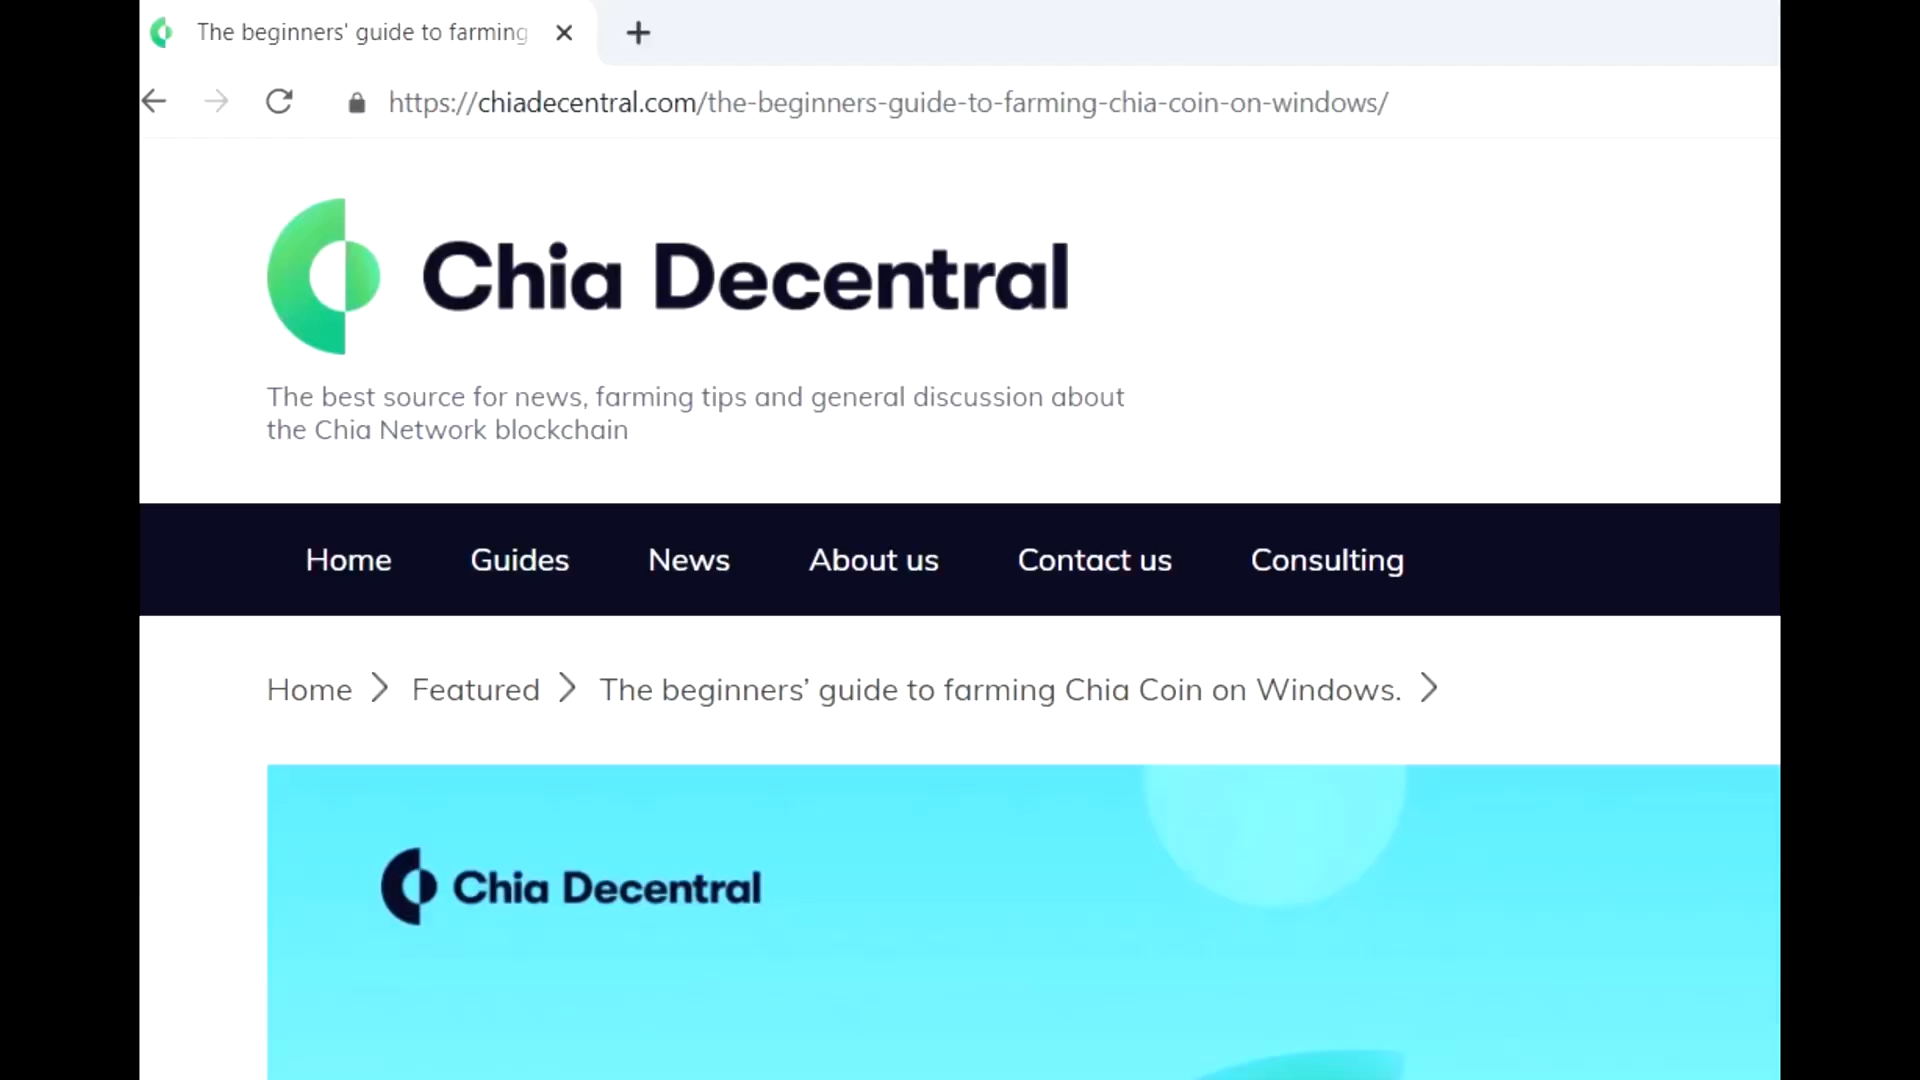 The beginners' guide to farming
https://chiadecentral.com/the-beginners-guide-to-farming-chia-coin-on-windows/
Chia Decentral
The best source for news, farming tips and general discussion about
the Chia Network blockchain
Home Guides News About us Contact us Consulting
Home Featured The beginners’ guide to farming Chia Coin on Windows.
Chia Decentral